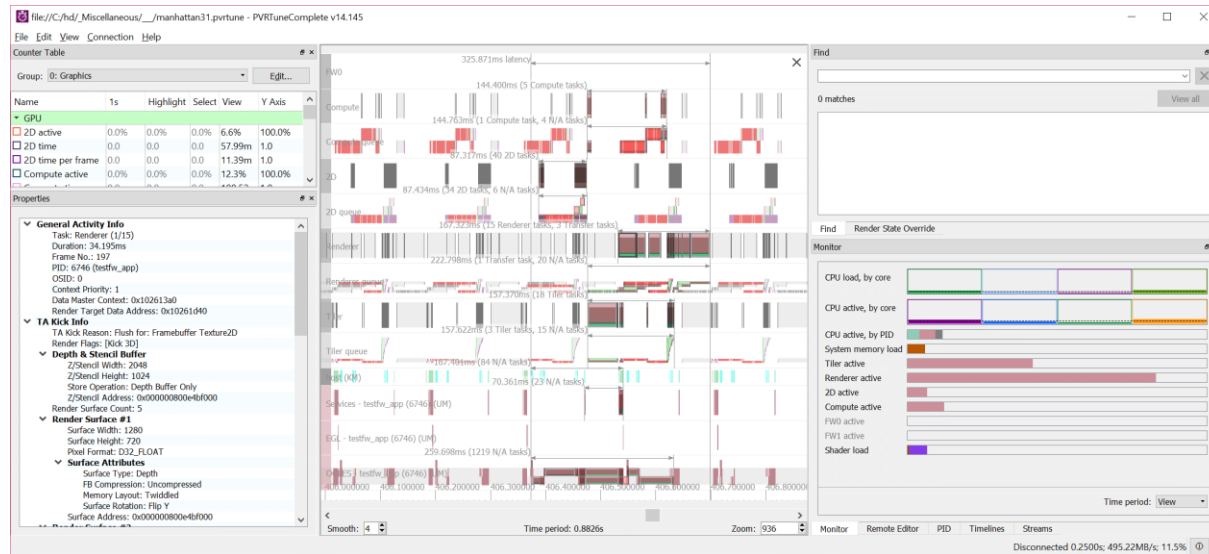 file://C:/hd/_Miscellaneous/__/manhattan31.pvrtune - PVRTuneComplete v14.145
File Edit View Connection Help
Counter Table
Group: 0: Graphics
Edit...
Name 1s Highlight Select View Y Axis
GPU
2D active 0.0% 0.0% 0.0% 6.6% 100.0%
2D time 0.0 0.0 0.0 57.99m 1.0
2D time per frame 0.0 0.0 0.0 11.39m 1.0
Compute active 0.0% 0.0% 0.0% 12.3% 100.0%
Properties
General Activity Info
Task: Renderer (1/15)
Duration: 34.195ms
Frame No.: 197
PID: 6746 (testfw_app)
OSID: 0
Context Priority: 1
Data Master Context: 0x102613a0
Render Target Data Address: 0x10261d40
TA Kick Info
TA Kick Reason: Flush for: Framebuffer Texture2D
Render Flags: [Kick 3D]
Depth & Stencil Buffer
Z/Stencil Width: 2048
Z/Stencil Height: 1024
Store Operation: Depth Buffer Only
Z/Stencil Address: 0x000000800e4bf000
Render Surface Count: 5
Render Surface #1
Surface Width: 1280
Surface Height: 720
Pixel Format: D32_FLOAT
Surface Attributes
Surface Type: Depth
FB Compression: Uncompressed
Memory Layout: Twiddled
Surface Rotation: Flip Y
Surface Address: 0x000000800e4bf000
325.871ms latency
FW0
144.400ms (5 Compute tasks)
Compute
144.763ms (1 Compute task, 4 N/A tasks)
Compute queue
87.317ms (40 2D tasks)
2D
87.434ms (34 2D tasks, 6 N/A tasks)
2D queue
167.323ms (15 Renderer tasks, 3 Transfer tasks)
Renderer
222.798ms (1 Transfer task, 20 N/A tasks)
Renderer queue
157.370ms (18 Tiler tasks)
Tiler
157.622ms (3 Tiler tasks, 15 N/A tasks)
Tiler queue
167.491ms (84 N/A tasks)
Host (KM)
70.361ms (23 N/A tasks)
Services - testfw_app (6746) (UM)
EGL - testfw_app (6746) (UM)
259.698ms (1219 N/A tasks)
testfw_app (6746) (UM)
406.000000 406.100000 406.200000 406.300000 406.400000 406.500000 406.600000 406.700000 406.800000
Smooth: 4 Time period: 0.8826s Zoom: 936
Find
0 matches
View all
Find Render State Override
Monitor
CPU load, by core
CPU active, by core
CPU active, by PID
System memory load
Tiler active
Renderer active
2D active
Compute active
FW0 active
FW1 active
Shader load
Time period: View
Monitor Remote Editor PID Timelines Streams
Disconnected 0.2500s; 495.22MB/s; 11.5%